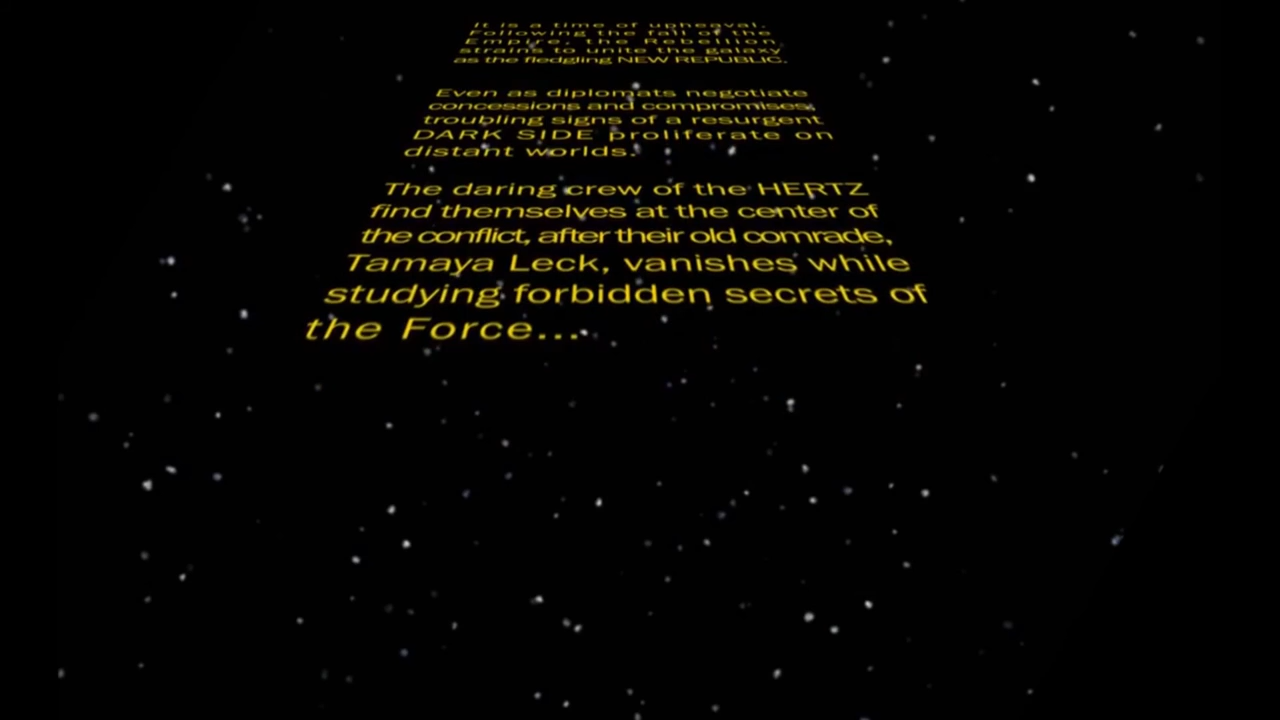 It is a time of upheaval.
Following the fall of the
Empire, the Rebellion
strains to unite the galaxy
as the fledgling NEW REPUBLIC.
Even as diplomats negotiate
concessions and compromises,
troubling signs of a resurgent
DARK SIDE proliferate on
distant worlds.
The daring crew of the HERTZ
find themselves at the center of
the conflict, after their old comrade,
Tamaya Leck, vanishes while
studying forbidden secrets of
the Force...